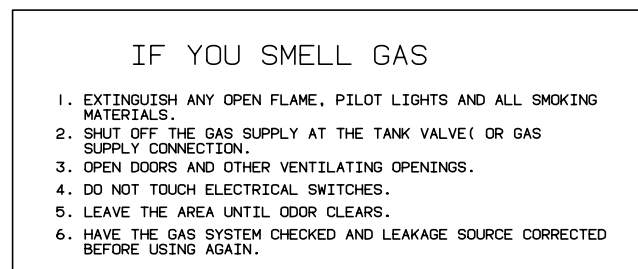 IF YOU SMELL GAS
1. EXTINGUISH ANY OPEN FLAME, PILOT LIGHTS AND ALL SMOKING
MATERIALS.
2. SHUT OFF THE GAS SUPPLY AT THE TANK VALVE( OR GAS
SUPPLY CONNECTION.
3. OPEN DOORS AND OTHER VENTILATING OPENINGS.
4. DO NOT TOUCH ELECTRICAL SWITCHES.
5. LEAVE THE AREA UNTIL ODOR CLEARS.
6. HAVE THE GAS SYSTEM CHECKED AND LEAKAGE SOURCE CORRECTED
BEFORE USING AGAIN.